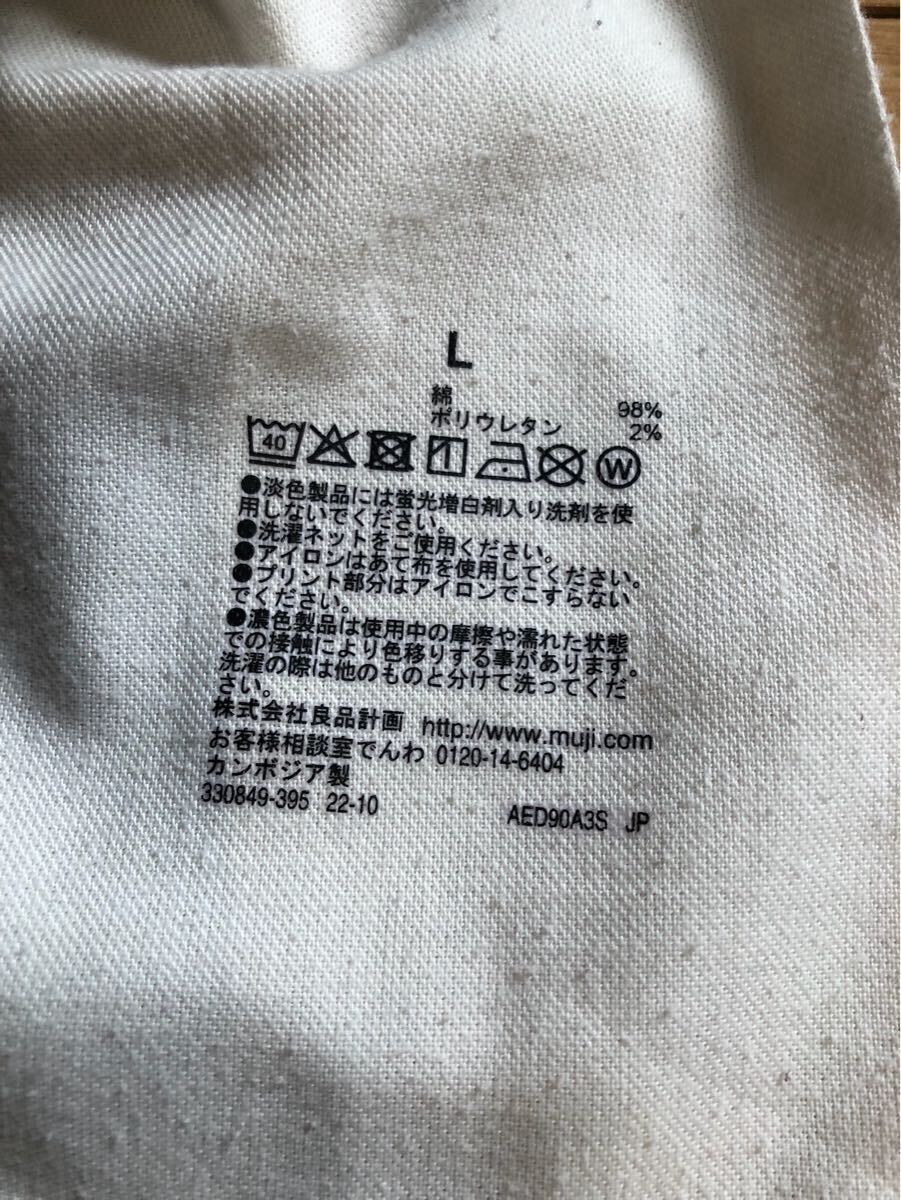 L
綿 98%
ポリウレタン 2%
40 W
●淡色製品には蛍光増白剤入り洗剤を使
用しないでください。
●洗濯ネットをご使用ください。
●アイロンはあて布を使用してください。
●プリント部分はアイロンでこすらない
でください。
●濃色製品は使用中の摩擦や濡れた状態
での接触により色移りする事があります。
洗濯の際は他のものと分けて洗ってくだ
さい。
株式会社良品計画 http://www.muji.com
お客様相談室でんわ 0120-14-6404
カンボジア製
330849-395 22-10 AED90A3S JP